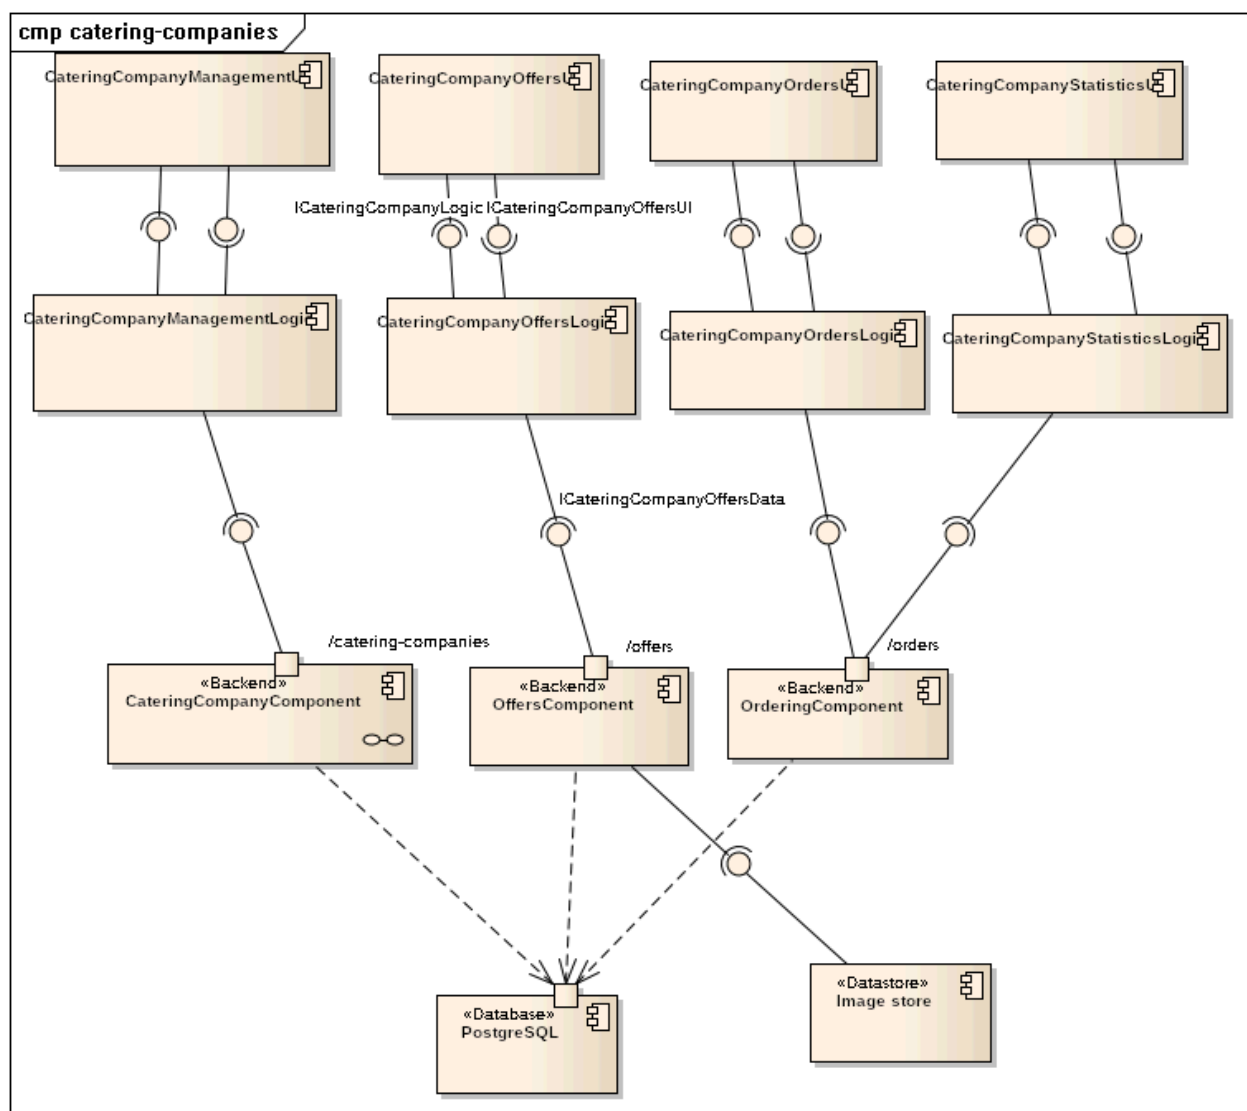 cmp catering-companies
CateringCompanyManagementU
CateringCompanyOffersU
CateringCompanyOrdersU
CateringCompanyStatisticsU
ICateringCompanyLogic
ICateringCompanyOffersUI
CateringCompanyManagementLogi
CateringCompanyOffersLogi
CateringCompanyOrdersLogi
CateringCompanyStatisticsLogi
ICateringCompanyOffersData
/catering-companies
/offers
/orders
«Backend»
CateringCompanyComponent
«Backend»
OffersComponent
«Backend»
OrderingComponent
«Database»
PostgreSQL
«Datastore»
Image store